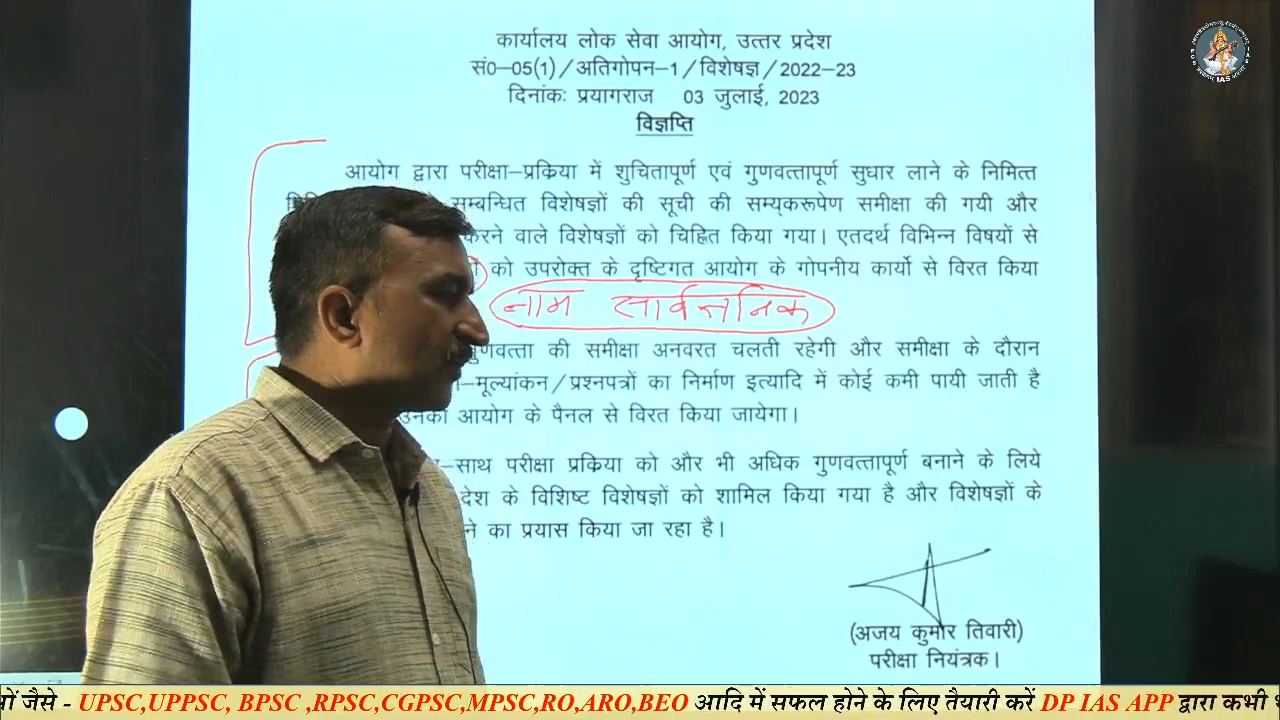 कार्यालय लोक सेवा आयोग, उत्तर प्रदेश
सं0–05(1)/अतिगोपन–1/विशेषज्ञ/2022–23
दिनांकः प्रयागराज 03 जुलाई, 2023
विज्ञप्ति
आयोग द्वारा परीक्षा–प्रक्रिया में शुचितापूर्ण एवं गुणवत्तापूर्ण सुधार लाने के निमित्त
सम्बन्धित विशेषज्ञों की सूची की सम्यकरूपेण समीक्षा की गयी और
करने वाले विशेषज्ञों को चिह्नित किया गया। एतदर्थ विभिन्न विषयों से
को उपरोक्त के दृष्टिगत आयोग के गोपनीय कार्यो से विरत किया
नाम सार्वजनिक
गुणवत्ता की समीक्षा अनवरत चलती रहेगी और समीक्षा के दौरान
–मूल्यांकन/प्रश्नपत्रों का निर्माण इत्यादि में कोई कमी पायी जाती है
उनको आयोग के पैनल से विरत किया जायेगा।
–साथ परीक्षा प्रक्रिया को और भी अधिक गुणवत्तापूर्ण बनाने के लिये
देश के विशिष्ट विशेषज्ञों को शामिल किया गया है और विशेषज्ञों के
का प्रयास किया जा रहा है।
(अजय कुमार तिवारी)
परीक्षा नियंत्रक।
IAS
जैसे - UPSC,UPPSC, BPSC ,RPSC,CGPSC,MPSC,RO,ARO,BEO आदि में सफल होने के लिए तैयारी करें DP IAS APP द्वारा कभी